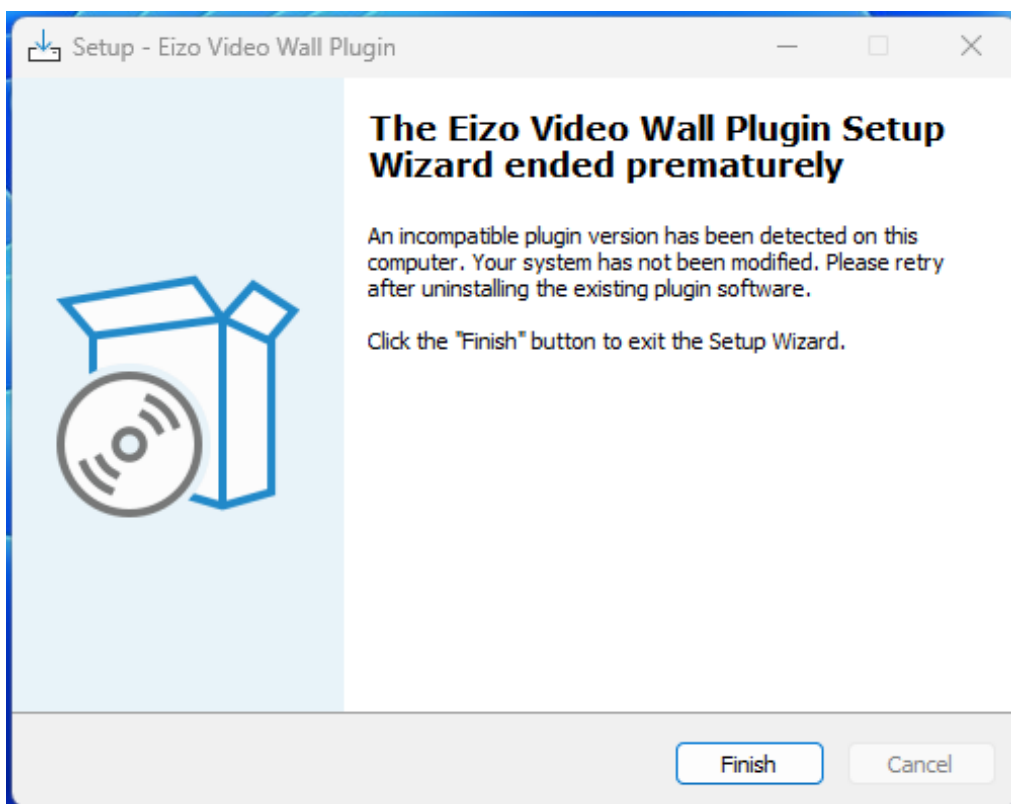 Setup - Eizo Video Wall Plugin
The Eizo Video Wall Plugin Setup
Wizard ended prematurely
An incompatible plugin version has been detected on this
computer. Your system has not been modified. Please retry
after uninstalling the existing plugin software.
Click the "Finish" button to exit the Setup Wizard.
Finish
Cancel